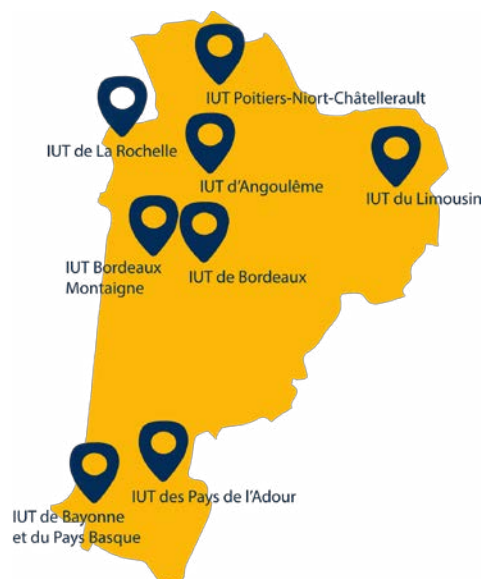 IUT Poitiers-Niort-Châtellerault
IUT de La Rochelle
IUT d'Angoulême
IUT du Limousin
IUT Bordeaux
Montaigne
IUT de Bordeaux
IUT des Pays de l'Adour
IUT de Bayonne
et du Pays Basque